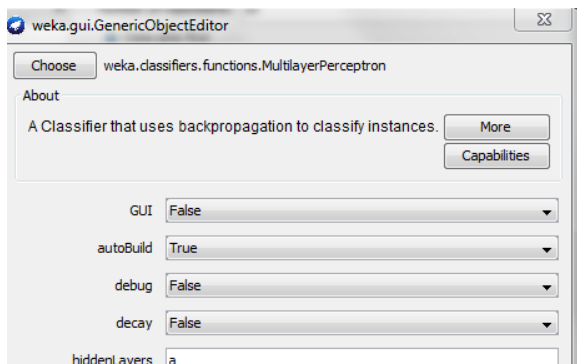 weka.gui.GenericObjectEditor
Choose weka.classifiers.functions.MultilayerPerceptron
About
A Classifier that uses backpropagation to classify instances. More
Capabilities
GUI False
autoBuild True
debug False
decay False
hiddenLayers a